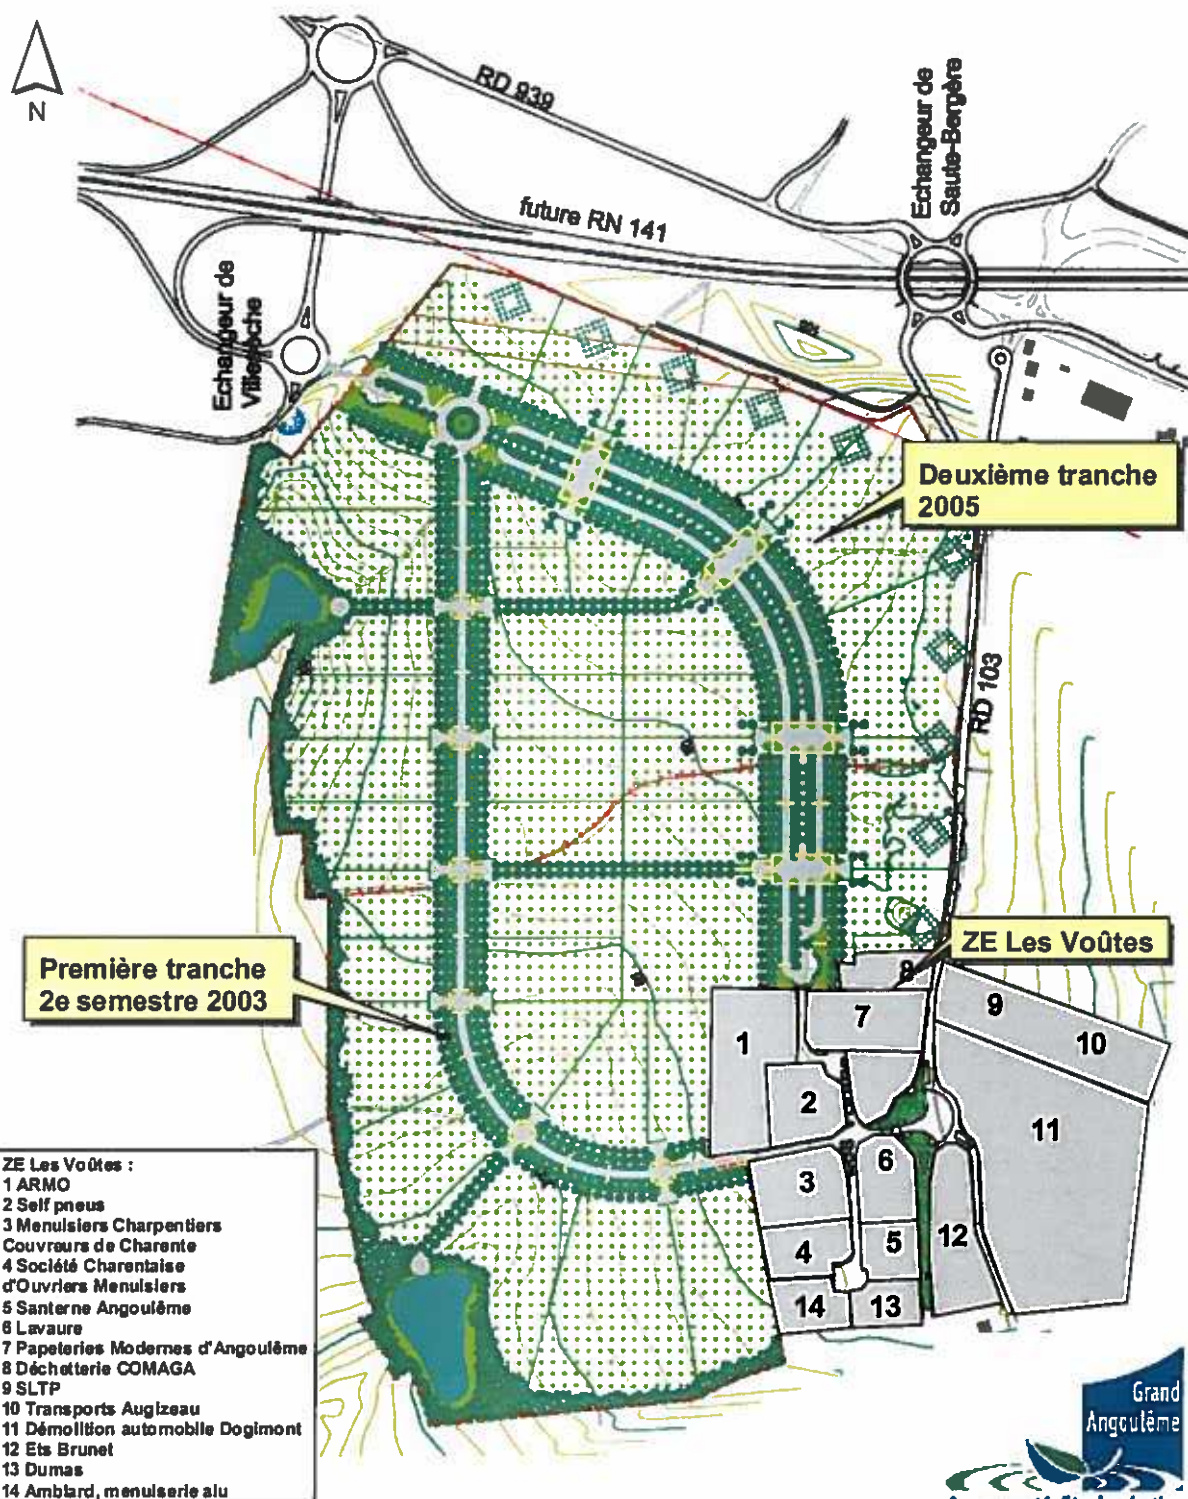 N
RD 939
Echangeur de
Saute-Bergère
future RN 141
Echangeur de
Villesèche
Deuxième tranche
2005
RD 103
Première tranche
2e semestre 2003
ZE Les Voûtes
8
7
9
1
10
2
11
6
3
12
5
4
14
13
ZE Les Voûtes :
1 ARMO
2 Self pneus
3 Menuisiers Charpentiers
Couvreurs de Charente
4 Société Charentaise
d'Ouvriers Menuisiers
5 Santerne Angoulême
6 Lavaure
7 Papeteries Modernes d'Angoulême
8 Déchetterie COMAGA
9 SLTP
10 Transports Augizeau
11 Démolition automobile Dogimont
12 Ets Brunet
13 Dumas
14 Amblard, menuiserie alu
Grand
Angoulême